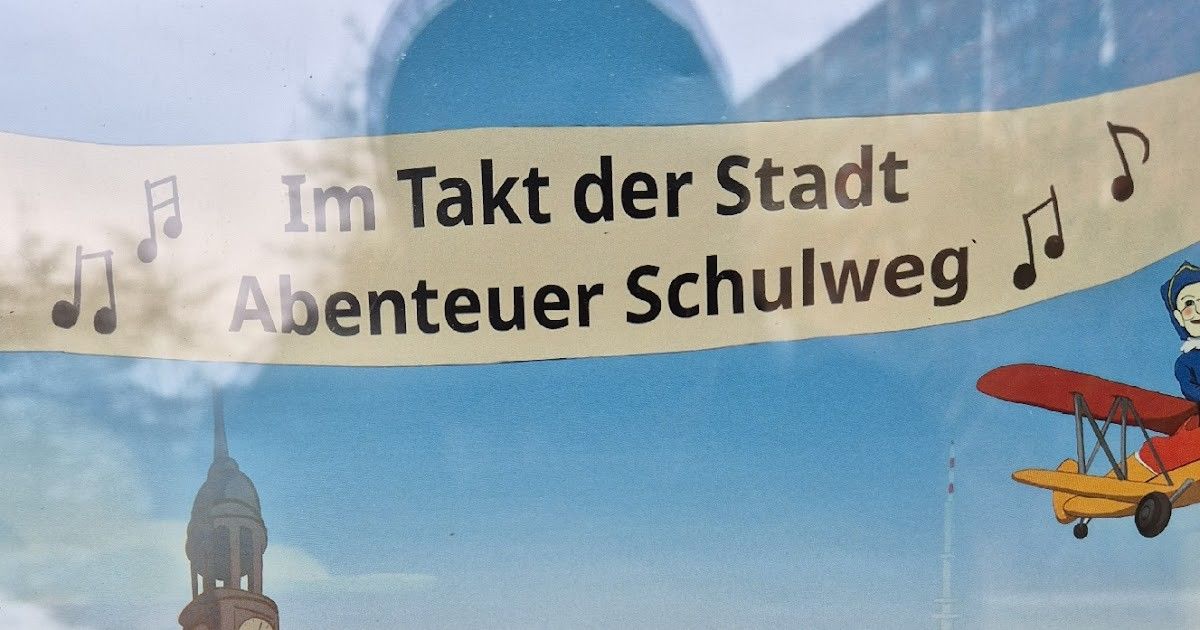 Im Takt der Stadt
Abenteuer Schulweg